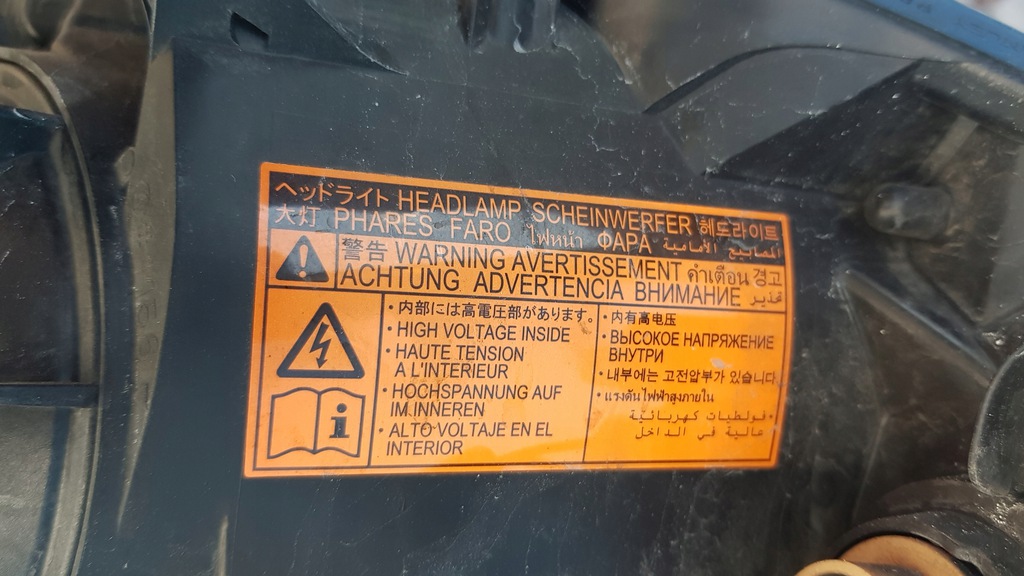 ヘッドライト HEADLAMP SCHEINWERFER 헤드라이트
大灯 PHARES FARO ไฟหน้า ФАРА المصابيح الأمامية
警告 WARNING AVERTISSEMENT คำเตือน 경고
ACHTUNG ADVERTENCIA ВНИМАНИЕ تحذير
・内部には高電圧部があります。
・HIGH VOLTAGE INSIDE
・HAUTE TENSION
A L'INTERIEUR
・HOCHSPANNUNG AUF
IM INNEREN
・ALTO VOLTAJE EN EL
INTERIOR
・内有高电压
・ВЫСОКОЕ НАПРЯЖЕНИЕ
ВНУТРИ
・내부에는 고전압부가 있습니다
・แรงดันไฟฟ้าสูงภายใน
・فولطيات كهربائية
عالية في الداخل